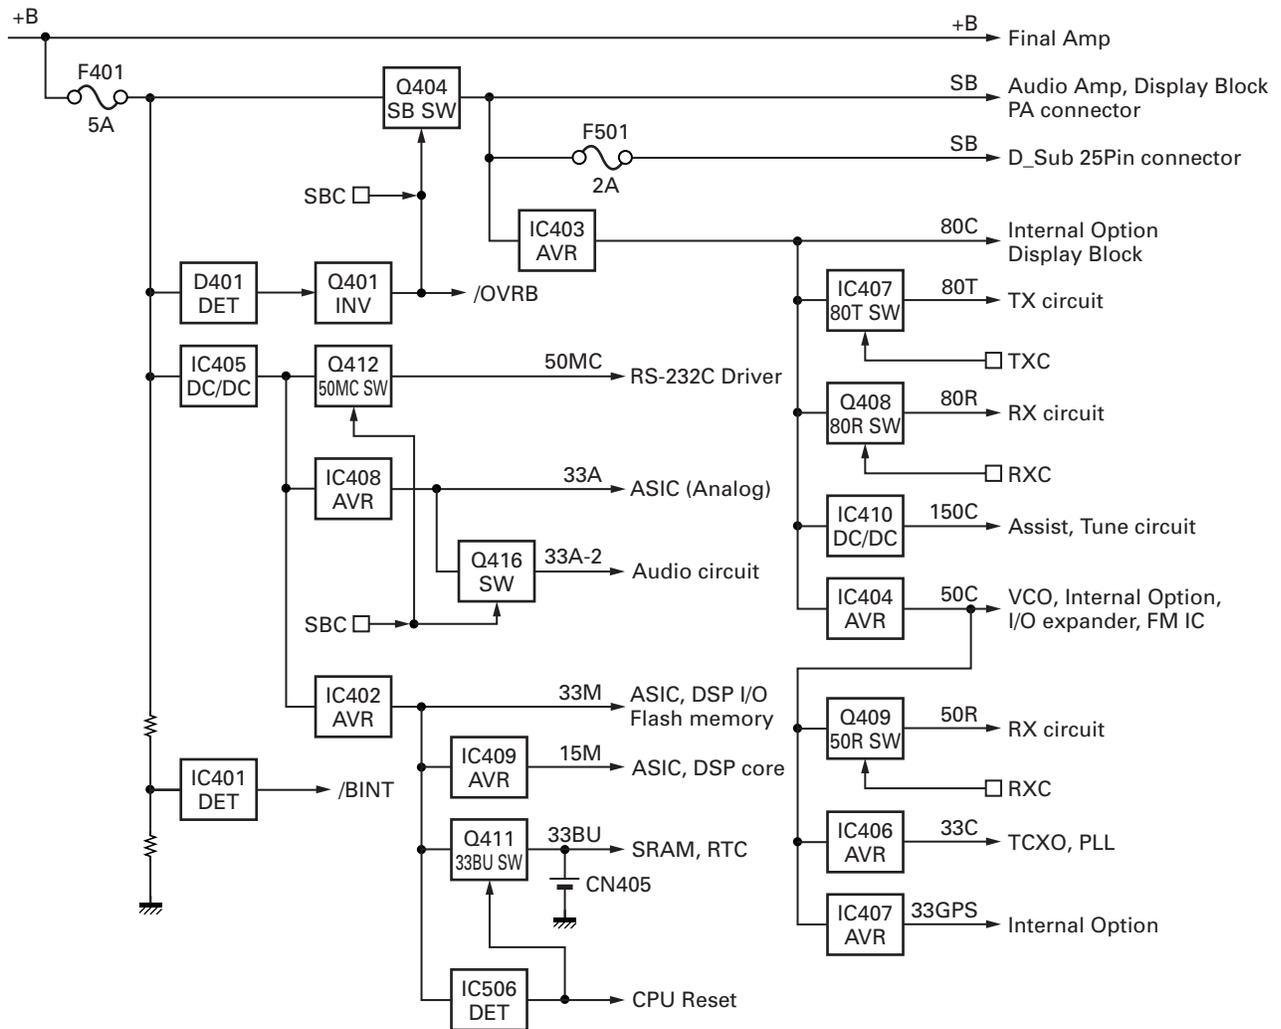 +B
+B
Final Amp
F401
5A
Q404
SB SW
SB
Audio Amp, Display Block
PA connector
F501
2A
SB
D_Sub 25Pin connector
SBC
IC403
AVR
80C
Internal Option
Display Block
D401
DET
Q401
INV
/OVRB
IC407
80T SW
80T
TX circuit
TXC
IC405
DC/DC
Q412
50MC SW
50MC
RS-232C Driver
Q408
80R SW
80R
RX circuit
RXC
IC408
AVR
33A
ASIC (Analog)
IC410
DC/DC
150C
Assist, Tune circuit
Q416
SW
33A-2
Audio circuit
SBC
IC404
AVR
50C
VCO, Internal Option,
I/O expander, FM IC
IC402
AVR
33M
ASIC, DSP I/O
Flash memory
Q409
50R SW
50R
RX circuit
RXC
IC409
AVR
15M
ASIC, DSP core
IC401
DET
/BINT
Q411
33BU SW
33BU
SRAM, RTC
CN405
IC406
AVR
33C
TCXO, PLL
IC407
AVR
33GPS
Internal Option
IC506
DET
CPU Reset